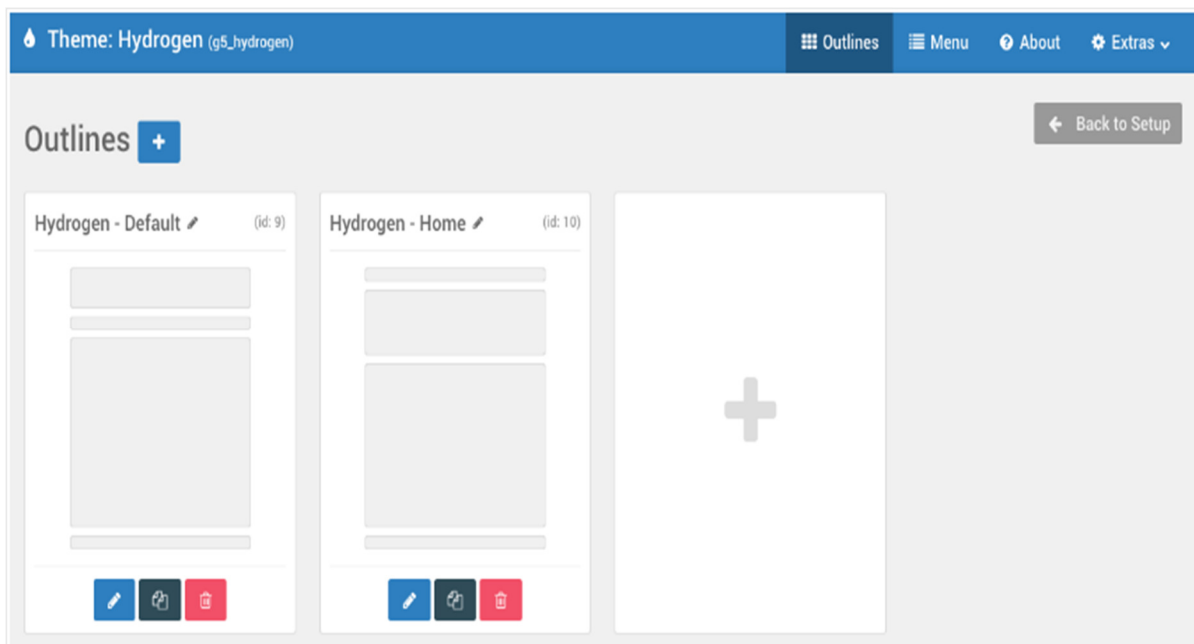 Theme: Hydrogen (g5_hydrogen)
Outlines
Menu
About
Extras
Outlines
Back to Setup
Hydrogen - Default
(id: 9)
Hydrogen - Home
(id: 10)